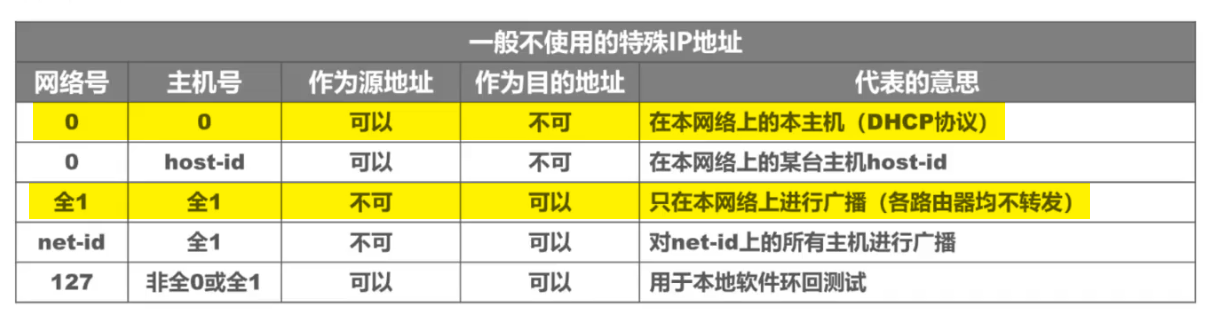 一般不使用的特殊IP地址
网络号 主机号 作为源地址 作为目的地址 代表的意思
0 0 可以 不可 在本网络上的本主机（DHCP协议）
0 host-id 可以 不可 在本网络上的某台主机host-id
全1 全1 不可 可以 只在本网络上进行广播（各路由器均不转发）
net-id 全1 不可 可以 对net-id上的所有主机进行广播
127 非全0或全1 可以 可以 用于本地软件环回测试